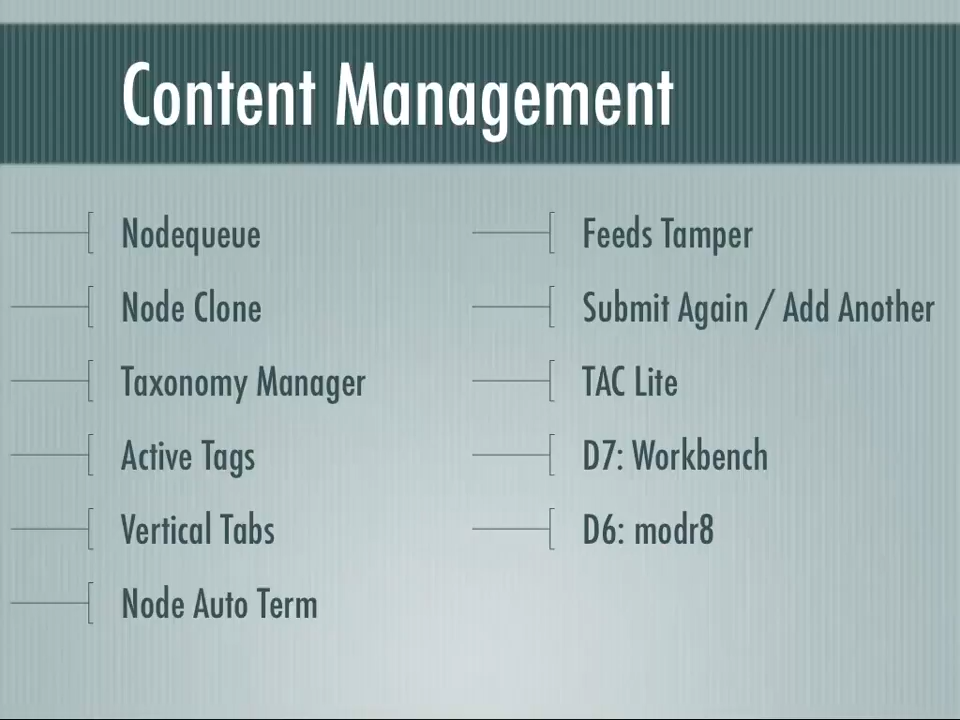 Content Management
Nodequeue
Node Clone
Taxonomy Manager
Active Tags
Vertical Tabs
Node Auto Term
Feeds Tamper
Submit Again / Add Another
TAC Lite
D7: Workbench
D6: modr8